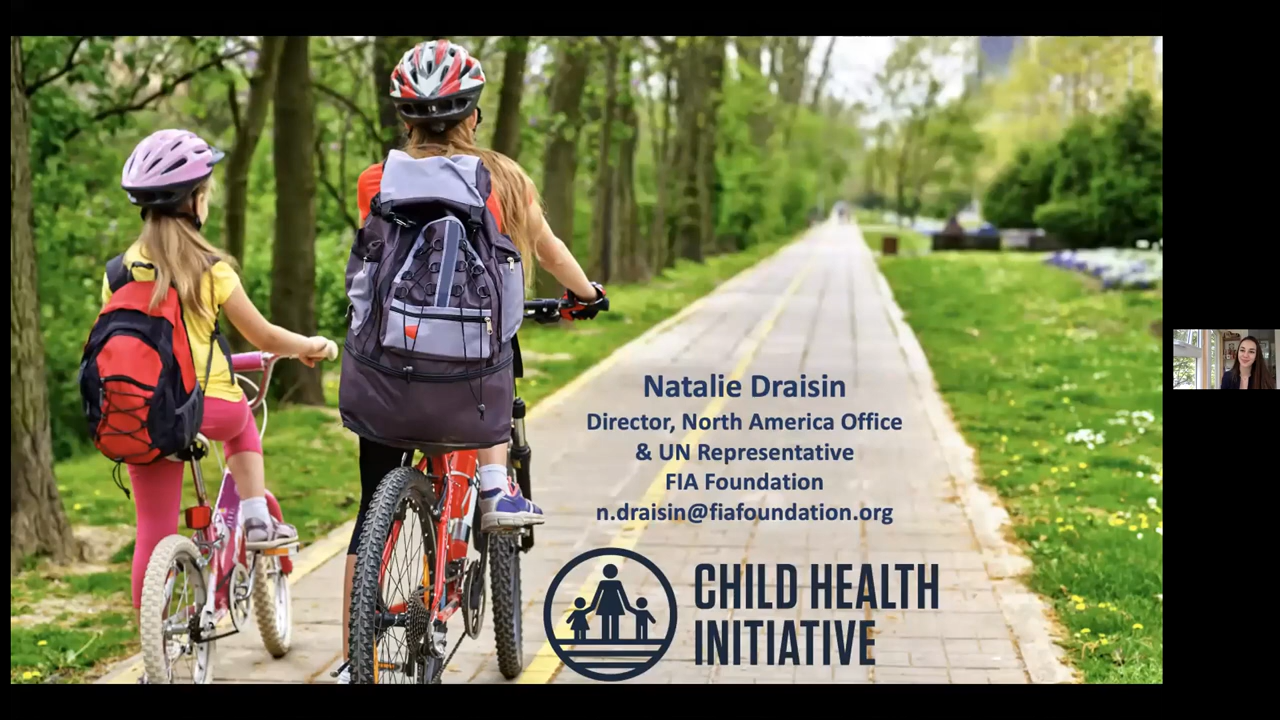 Natalie Draisin
Director, North America Office
& UN Representative
FIA Foundation
n.draisin@fiafoundation.org
CHILD HEALTH
INITIATIVE